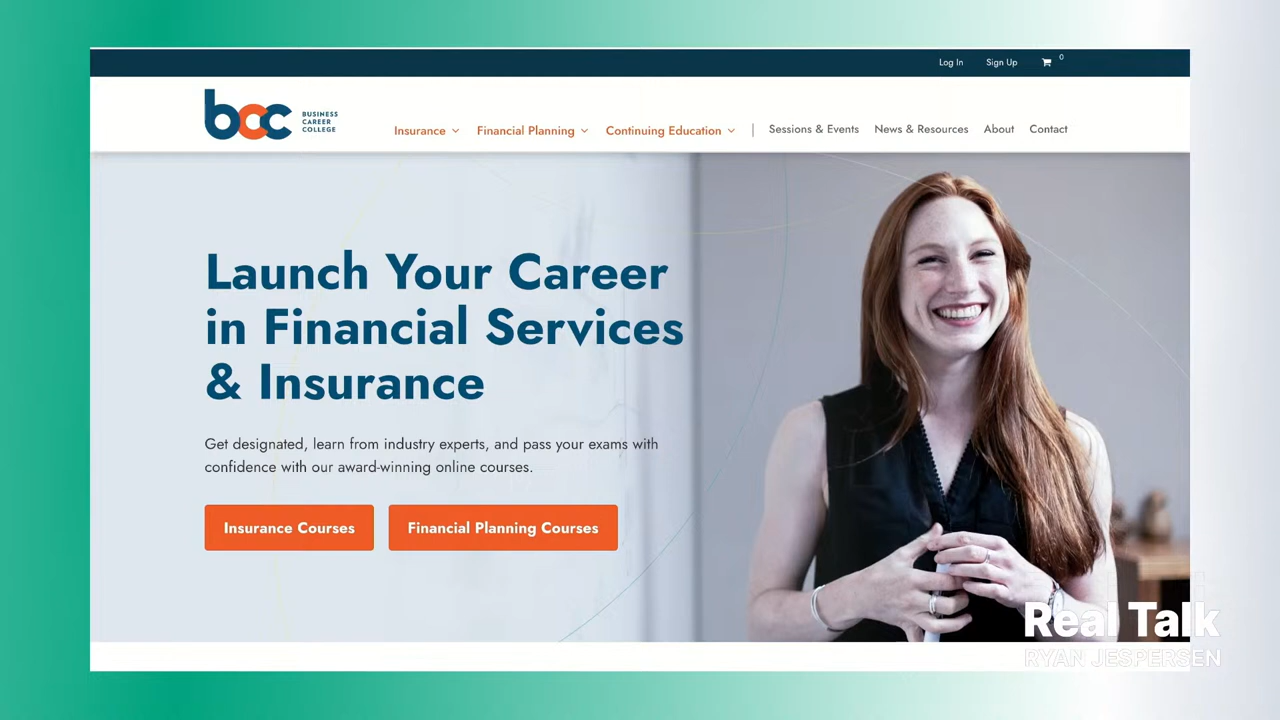 Log In Sign Up 0
bcc BUSINESS CAREER COLLEGE
Insurance Financial Planning Continuing Education | Sessions & Events News & Resources About Contact
Launch Your Career
in Financial Services
& Insurance
Get designated, learn from industry experts, and pass your exams with
confidence with our award-winning online courses.
Insurance Courses Financial Planning Courses
Real Talk
RYAN JESPERSEN